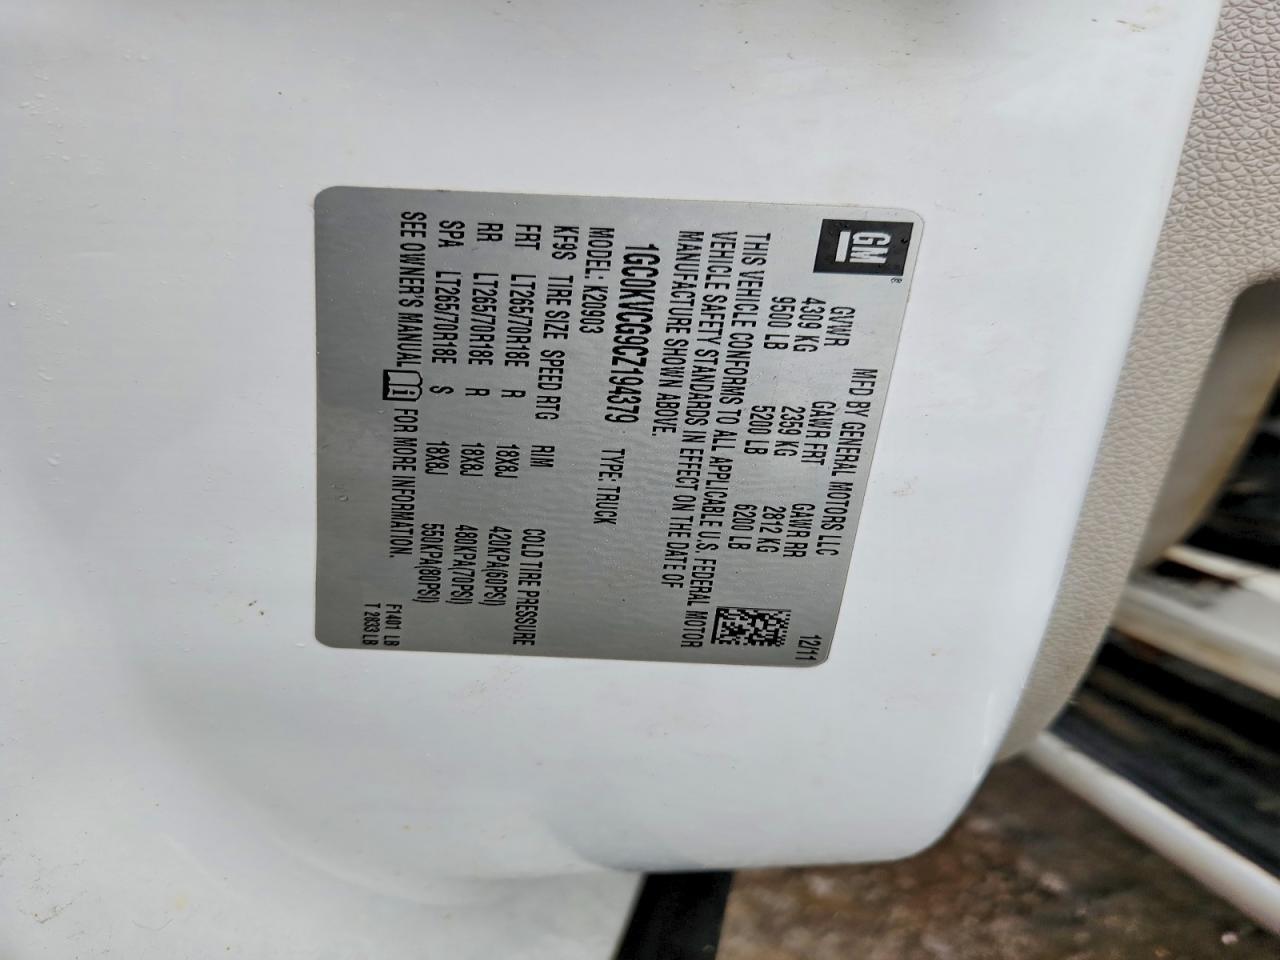 GM®
MFD BY GENERAL MOTORS LLC 12/11
GVWR GAWR FRT GAWR RR
4309 KG 2359 KG 2812 KG
9500 LB 5200 LB 6200 LB
THIS VEHICLE CONFORMS TO ALL APPLICABLE U.S. FEDERAL MOTOR
VEHICLE SAFETY STANDARDS IN EFFECT ON THE DATE OF
MANUFACTURE SHOWN ABOVE.
1GC0KVCG9CZ194379 TYPE: TRUCK
MODEL: K20903
KF9S TIRE SIZE SPEED RTG RIM COLD TIRE PRESSURE
FRT LT265/70R18E R 18X8J 420KPA(60PSI)
RR LT265/70R18E R 18X8J 480KPA(70PSI)
SPA LT265/70R18E S 18X8J 550KPA(80PSI)
SEE OWNER'S MANUAL i FOR MORE INFORMATION.
F1401 LB
T 2833 LB